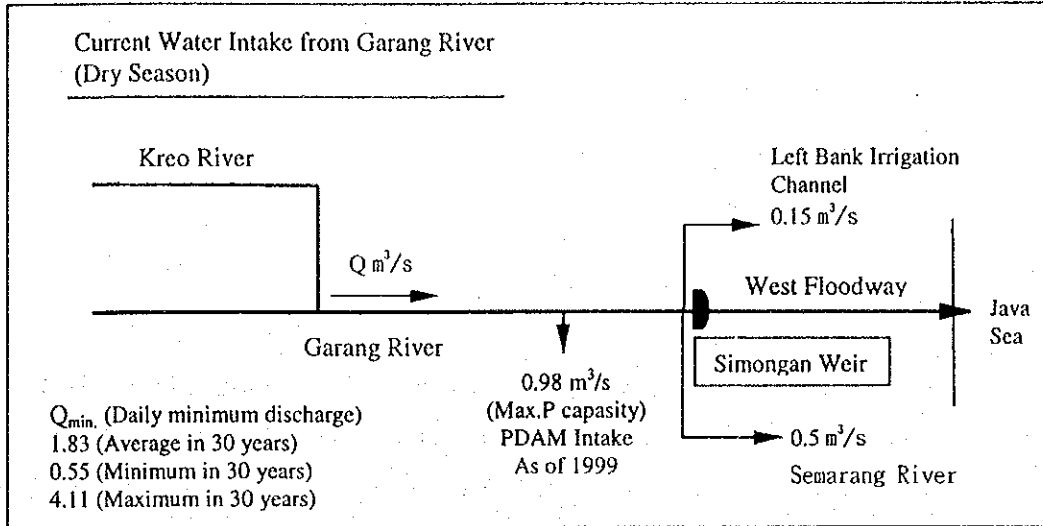 Current Water Intake from Garang River
(Dry Season)
Kreo River
Left Bank Irrigation
Channel
0.15 m³/s
Q m³/s
West Floodway
Java
Sea
Garang River
Simongan Weir
0.98 m³/s
(Max.P capasity)
PDAM Intake
As of 1999
0.5 m³/s
Semarang River
Qmin. (Daily minimum discharge)
1.83 (Average in 30 years)
0.55 (Minimum in 30 years)
4.11 (Maximum in 30 years)